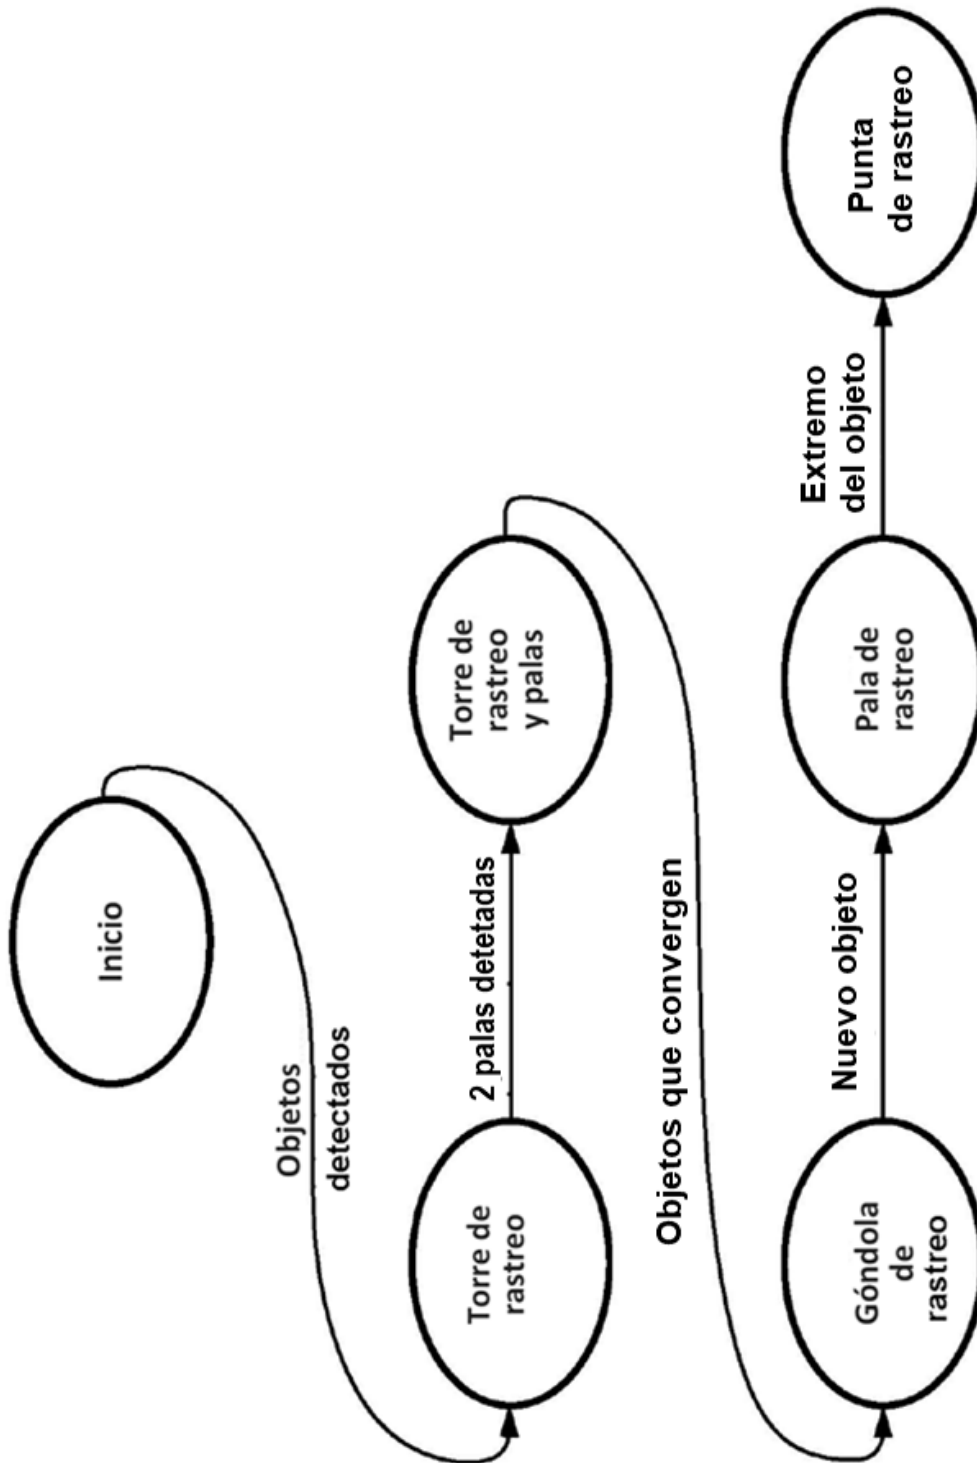 Inicio
Objetos
detectados
Torre de
rastreo
2 palas detetadas
Torre de
rastreo
y palas
Objetos que convergen
Góndola
de
rastreo
Nuevo objeto
Pala de
rastreo
Extremo
del objeto
Punta
de rastreo